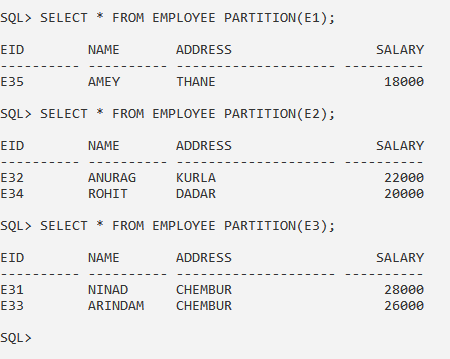 SQL> SELECT * FROM EMPLOYEE PARTITION(E1);
EID        NAME       ADDRESS                  SALARY
---------- ---------- -------------------- ----------
E35        AMEY       THANE                     18000
SQL> SELECT * FROM EMPLOYEE PARTITION(E2);
EID        NAME       ADDRESS                  SALARY
---------- ---------- -------------------- ----------
E32        ANURAG     KURLA                     22000
E34        ROHIT      DADAR                     20000
SQL> SELECT * FROM EMPLOYEE PARTITION(E3);
EID        NAME       ADDRESS                  SALARY
---------- ---------- -------------------- ----------
E31        NINAD      CHEMBUR                   28000
E33        ARINDAM    CHEMBUR                   26000
SQL>